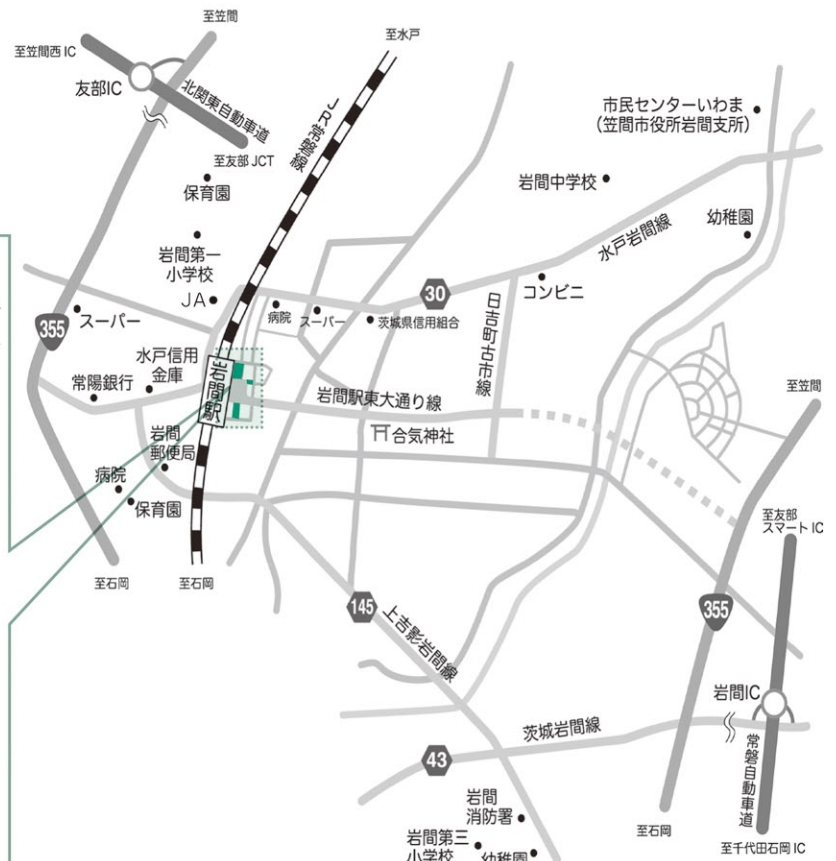 至笠間
至水戸
至笠間西 IC
友部IC
北関東自動車道
JR常磐線
至友部 JCT
保育園
市民センターいわま
(笠間市役所岩間支所)
岩間中学校
幼稚園
水戸岩間線
岩間第一
小学校
JA
30
コンビニ
病院
スーパー
茨城県信用組合
日吉町古市線
355
スーパー
水戸信用
金庫
常陽銀行
岩間駅
岩間駅東大通り線
合気神社
至笠間
岩間
郵便局
病院
保育園
至友部
スマート IC
至石岡
至石岡
145
上吉影岩間線
355
岩間IC
茨城岩間線
常磐自動車道
43
岩間
消防署
岩間第三
小学校
幼稚園
至石岡
至千代田石岡 IC